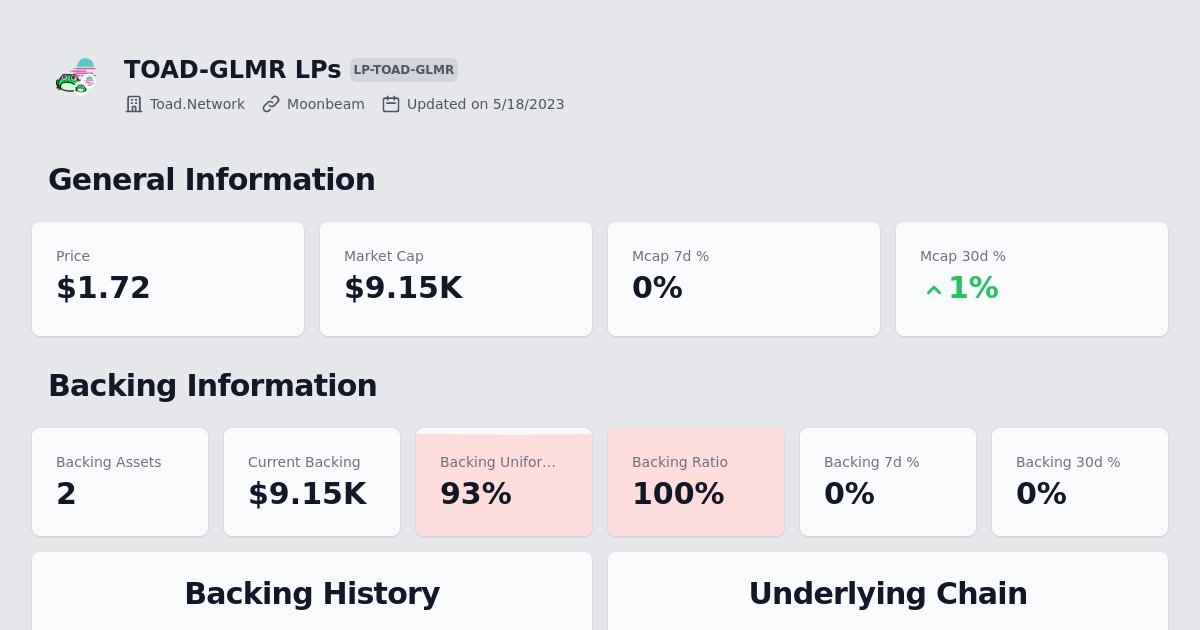 TOAD-GLMR LPs LP-TOAD-GLMR
Toad.Network Moonbeam Updated on 5/18/2023
General Information
Price
$1.72
Market Cap
$9.15K
Mcap 7d %
0%
Mcap 30d %
1%
Backing Information
Backing Assets
2
Current Backing
$9.15K
Backing Unifor...
93%
Backing Ratio
100%
Backing 7d %
0%
Backing 30d %
0%
Backing History
Underlying Chain